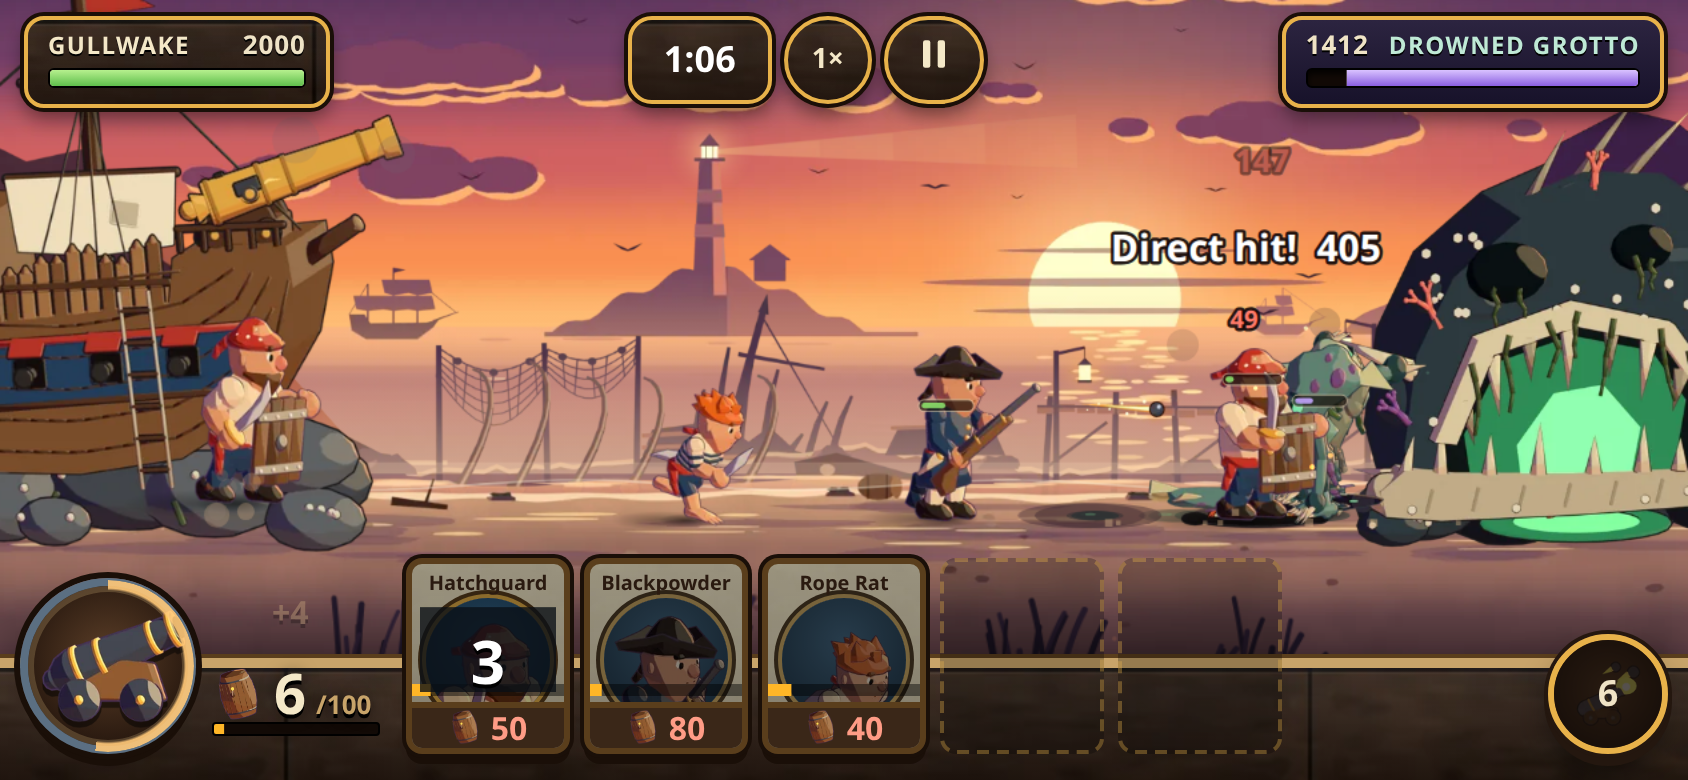 GULLWAKE 2000
1:06
1×
1412 DROWNED GROTTO
147
Direct hit! 405
49
+4
6 /100
Hatchguard
3
50
Blackpowder
80
Rope Rat
40
6